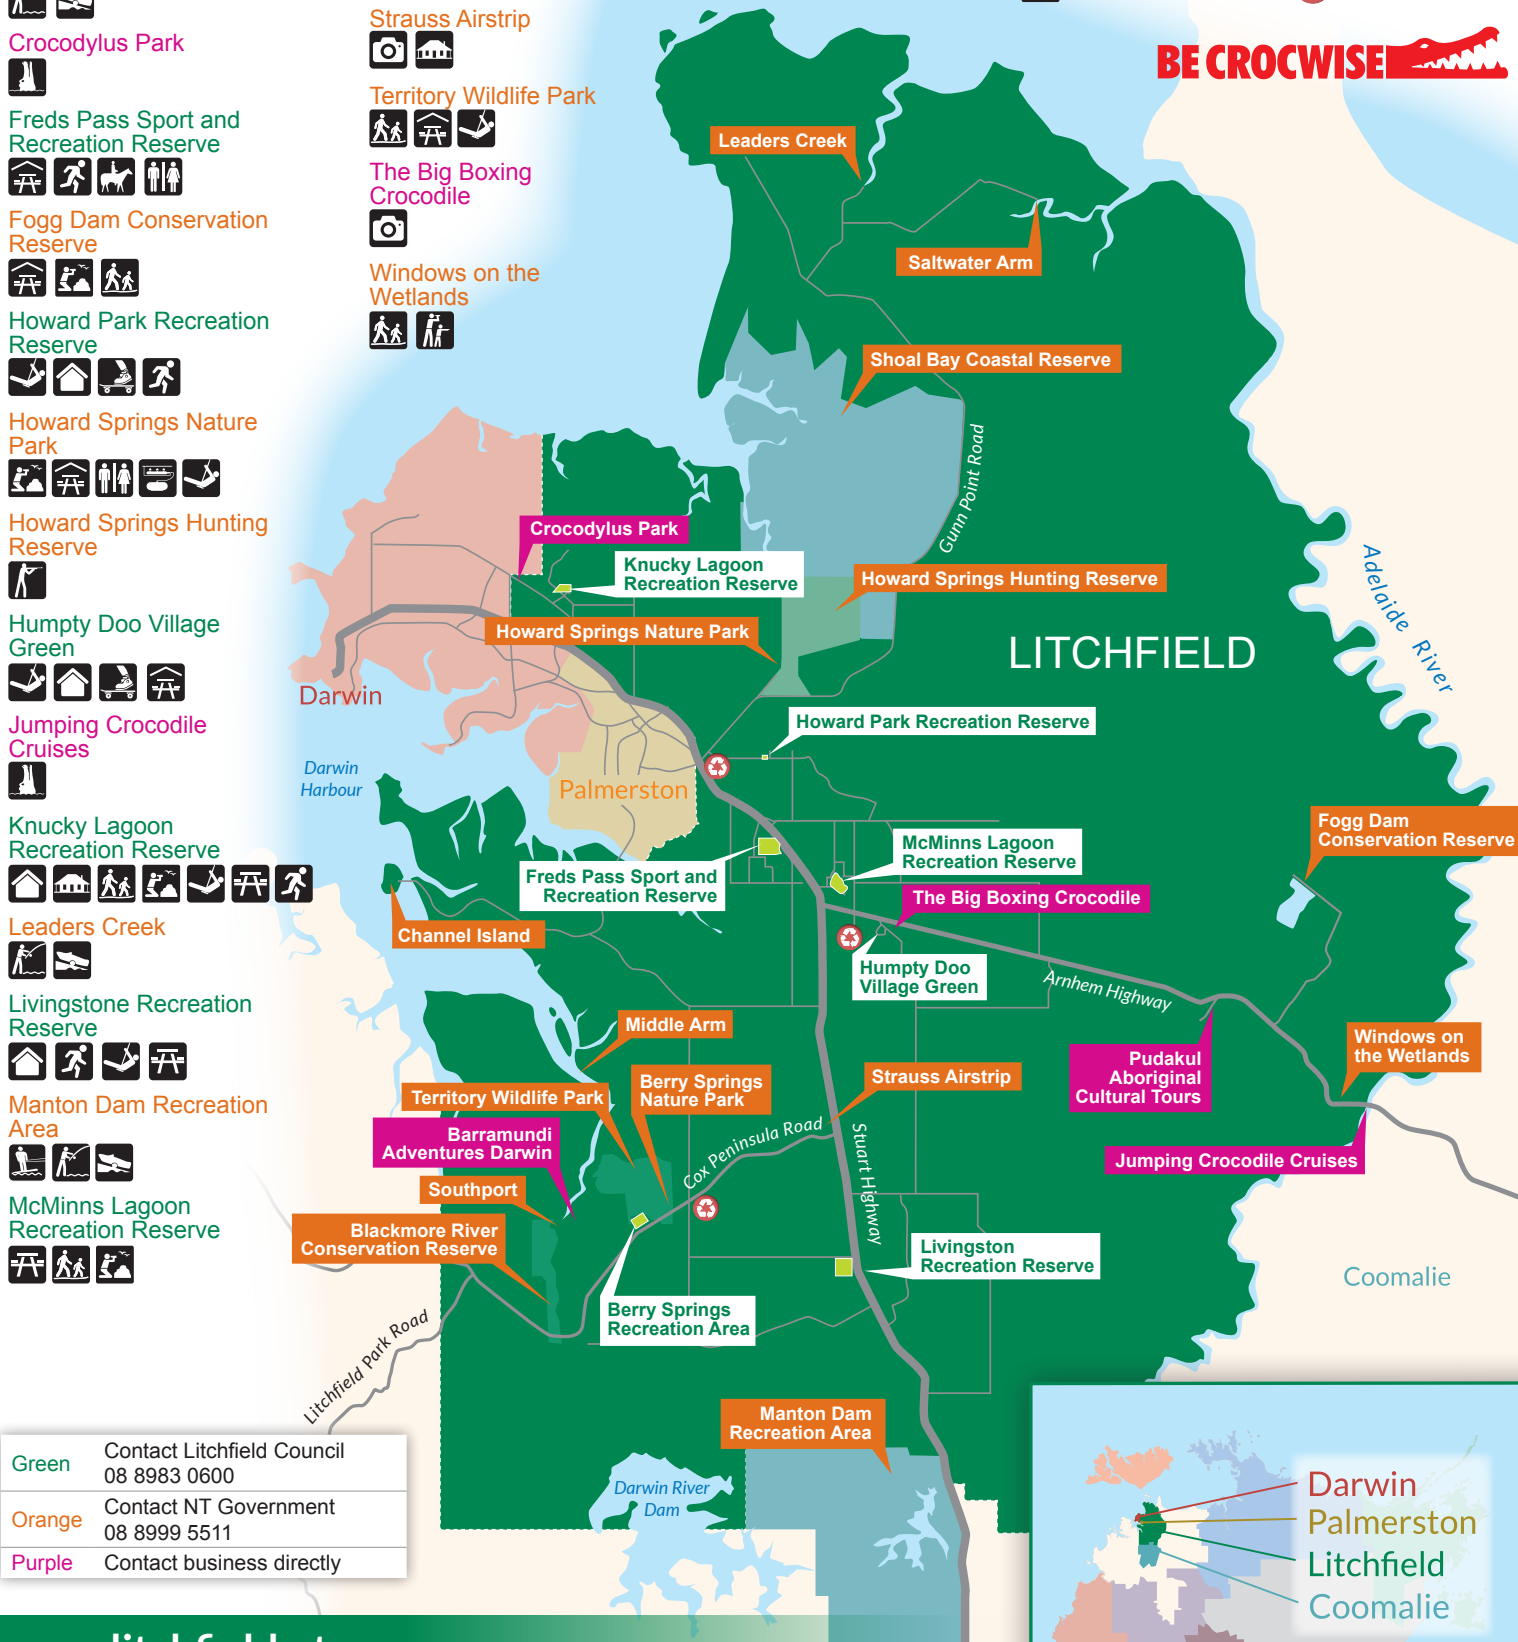 Crocodylus Park
Freds Pass Sport and
Recreation Reserve
Fogg Dam Conservation
Reserve
Howard Park Recreation
Reserve
Howard Springs Nature
Park
Howard Springs Hunting
Reserve
Humpty Doo Village
Green
Jumping Crocodile
Cruises
Knucky Lagoon
Recreation Reserve
Leaders Creek
Livingstone Recreation
Reserve
Manton Dam Recreation
Area
McMinns Lagoon
Recreation Reserve
Strauss Airstrip
Territory Wildlife Park
The Big Boxing
Crocodile
Windows on the
Wetlands
BE CROCWISE
Leaders Creek
Saltwater Arm
Shoal Bay Coastal Reserve
Gunn Point Road
Crocodylus Park
Knucky Lagoon
Recreation Reserve
Howard Springs Hunting Reserve
Howard Springs Nature Park
LITCHFIELD
Adelaide River
Darwin
Howard Park Recreation Reserve
Darwin
Harbour
Palmerston
Fogg Dam
Conservation Reserve
McMinns Lagoon
Recreation Reserve
Freds Pass Sport and
Recreation Reserve
The Big Boxing Crocodile
Channel Island
Humpty Doo
Village Green
Arnhem Highway
Middle Arm
Windows on
the Wetlands
Pudakul
Aboriginal
Cultural Tours
Strauss Airstrip
Berry Springs
Nature Park
Territory Wildlife Park
Barramundi
Adventures Darwin
Cox Peninsula Road
Stuart Highway
Jumping Crocodile Cruises
Southport
Blackmore River
Conservation Reserve
Livingston
Recreation Reserve
Coomalie
Berry Springs
Recreation Area
Litchfield Park Road
Manton Dam
Recreation Area
Darwin River
Dam
Green Contact Litchfield Council
08 8983 0600
Orange Contact NT Government
08 8999 5511
Purple Contact business directly
Darwin
Palmerston
Litchfield
Coomalie